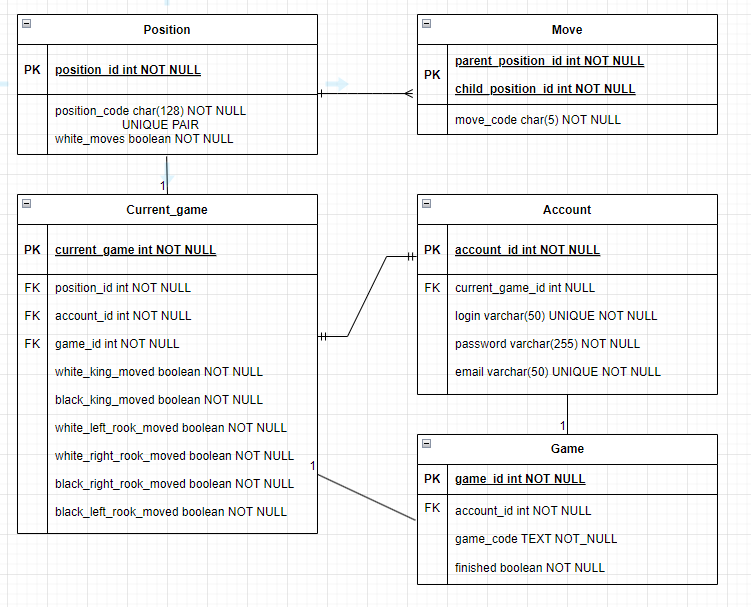 Position
PK position_id int NOT NULL
position_code char(128) NOT NULL
UNIQUE PAIR
white_moves boolean NOT NULL
Move
PK parent_position_id int NOT NULL
child_position_id int NOT NULL
move_code char(5) NOT NULL
1
Current_game
PK current_game int NOT NULL
FK position_id int NOT NULL
FK account_id int NOT NULL
FK game_id int NOT NULL
white_king_moved boolean NOT NULL
black_king_moved boolean NOT NULL
white_left_rook_moved boolean NOT NULL
white_right_rook_moved boolean NOT NULL
black_right_rook_moved boolean NOT NULL
black_left_rook_moved boolean NOT NULL
1
Account
PK account_id int NOT NULL
FK current_game_id int NULL
login varchar(50) UNIQUE NOT NULL
password varchar(255) NOT NULL
email varchar(50) UNIQUE NOT NULL
1
Game
PK game_id int NOT NULL
FK account_id int NOT NULL
game_code TEXT NOT_NULL
finished boolean NOT NULL